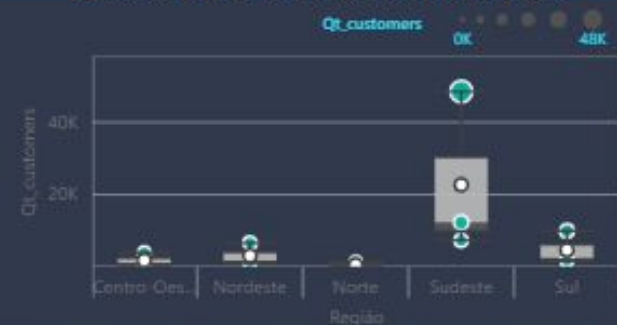 Qt_customers
0K 48K
Qt_customers
40K
20K
Centro-Oes... Nordeste Norte Sudeste Sul
Região